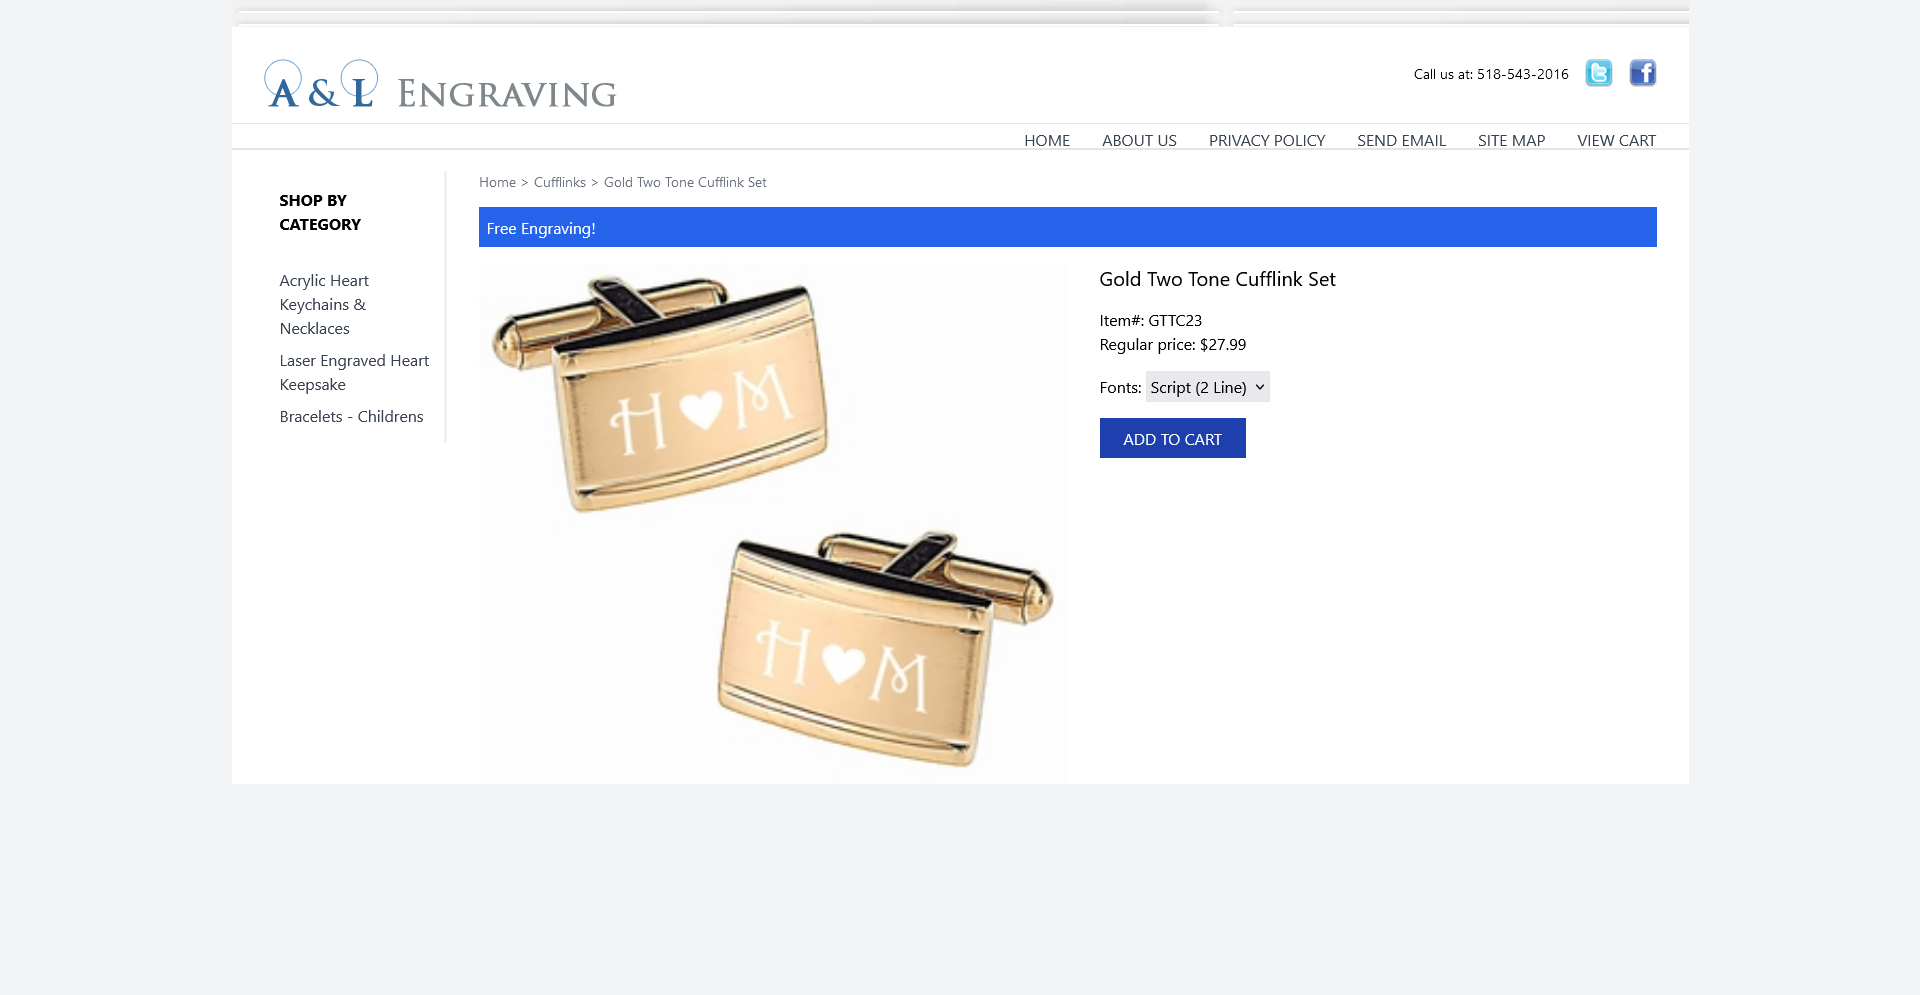 A & L ENGRAVING
Call us at: 518-543-2016
HOME ABOUT US PRIVACY POLICY SEND EMAIL SITE MAP VIEW CART
SHOP BY
CATEGORY
Acrylic Heart
Keychains &
Necklaces
Laser Engraved Heart
Keepsake
Bracelets - Childrens
Home > Cufflinks > Gold Two Tone Cufflink Set
Free Engraving!
H M
H M
Gold Two Tone Cufflink Set
Item#: GTTC23
Regular price: $27.99
Fonts: Script (2 Line)
ADD TO CART